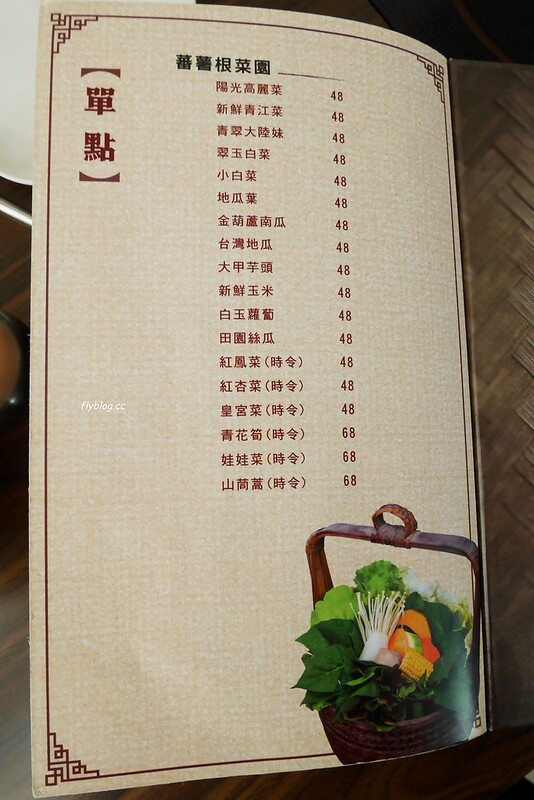 【單點】
蕃薯根菜園
陽光高麗菜 48
新鮮青江菜 48
青翠大陸妹 48
翠玉白菜 48
小白菜 48
地瓜葉 48
金葫蘆南瓜 48
台灣地瓜 48
大甲芋頭 48
新鮮玉米 48
白玉蘿蔔 48
田園絲瓜 48
紅鳳菜(時令) 48
紅杏菜(時令) 48
皇宮菜(時令) 48
青花筍(時令) 68
娃娃菜(時令) 68
山茼蒿(時令) 68
flyblog.cc